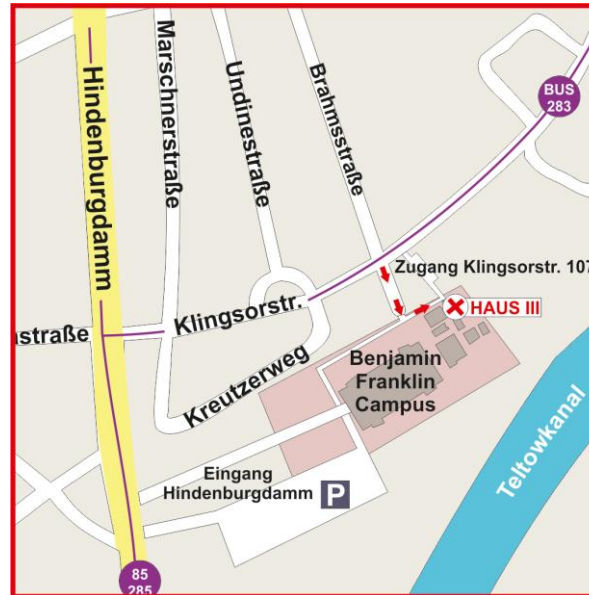 Hindenburgdamm
Marschnerstraße
Undinestraße
Brahmsstraße
BUS
283
Zugang Klingsorstr. 107
HAUS III
nstraße
Klingsorstr.
Kreutzerweg
Benjamin
Franklin
Campus
Eingang
Hindenburgdamm
P
Teltowkanal
85
285